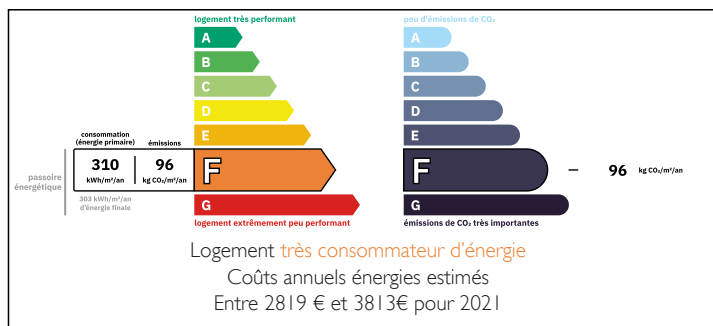 logement très performant
A
B
C
D
E
consommation
(énergie primaire)
émissions
310
kWh/m²/an
96
kg CO₂/m²/an
F
passoire
énergétique
303 kWh/m²/an
d'énergie finale
G
logement extrêmement peu performant
peu d'émissions de CO₂
A
B
C
D
E
F
96 kg CO₂/m²/an
G
émissions de CO₂ très importantes
Logement très consommateur d'énergie
Coûts annuels énergies estimés
Entre 2819 € et 3813€ pour 2021